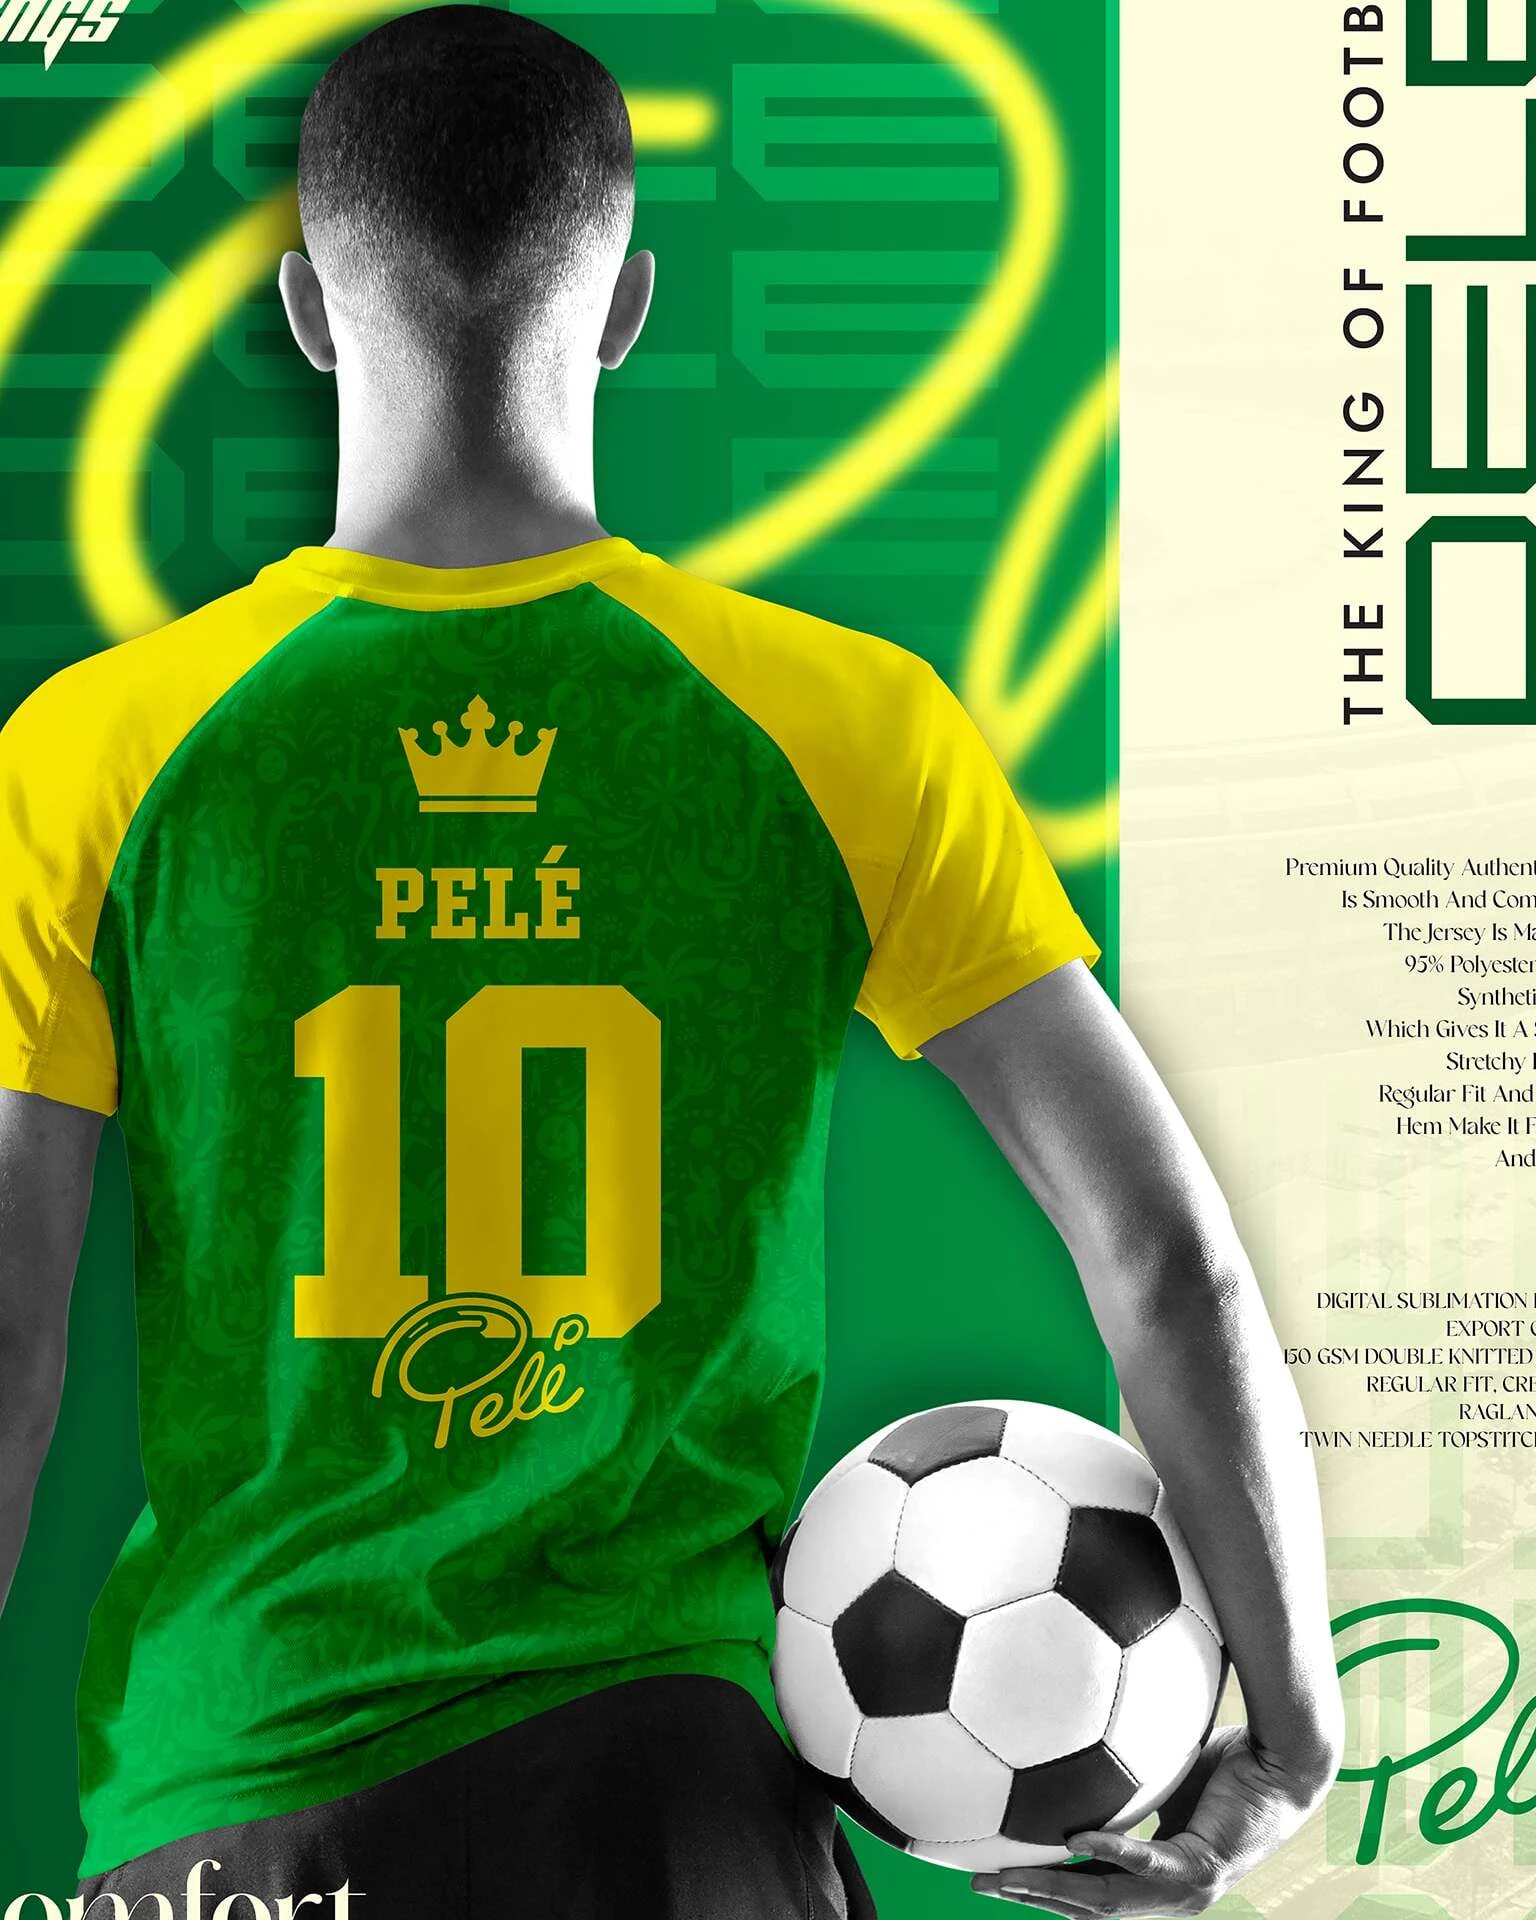 PELÉ
10
Pelé
THE KING OF FOOTB
PELE
Premium Quality Authent
Is Smooth And Com
The Jersey Is Ma
95% Polyester
Syntheti
Which Gives It A S
Stretchy
Regular Fit And
Hem Make It F
And
DIGITAL SUBLIMATION
EXPORT
150 GSM DOUBLE KNITTED
REGULAR FIT, CRE
RAGLAN
TWIN NEEDLE TOPSTITC
Pel
omfort